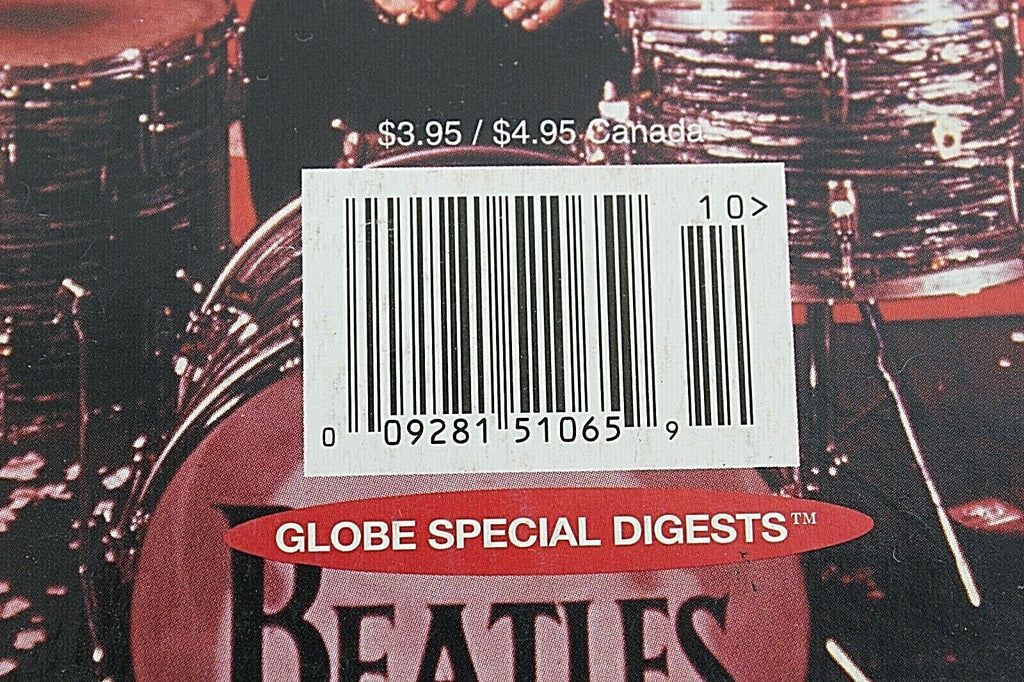 $3.95 / $4.95 Canada
10>
0 09281 51065 9
GLOBE SPECIAL DIGESTS™
BEATLES